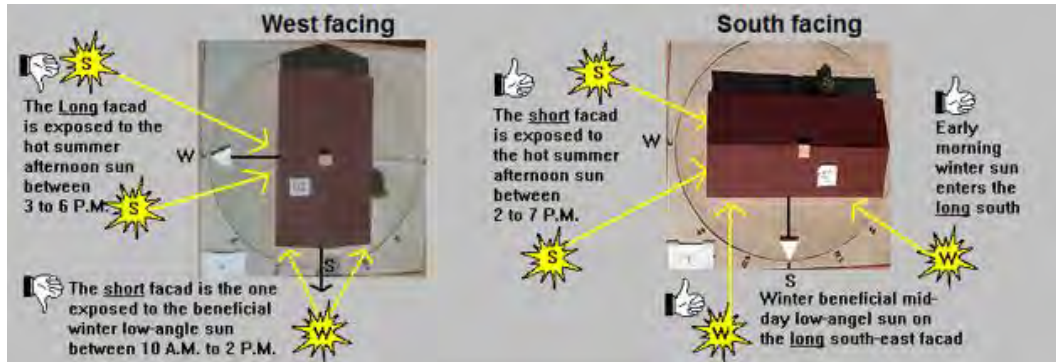 West facing
South facing
S
The Long facad
is exposed to the
hot summer
afternoon sun
between
3 to 6 P.M.
S
W
S
The short facad is the one
exposed to the beneficial
winter low-angle sun
between 10 A.M. to 2 P.M.
W
S
The short facad
is exposed to
the hot summer
afternoon sun
between
2 to 7 P.M.
S
W
Early
morning
winter sun
enters the
long south
W
S
W
Winter beneficial mid-
day low-angel sun on
the long south-east facad